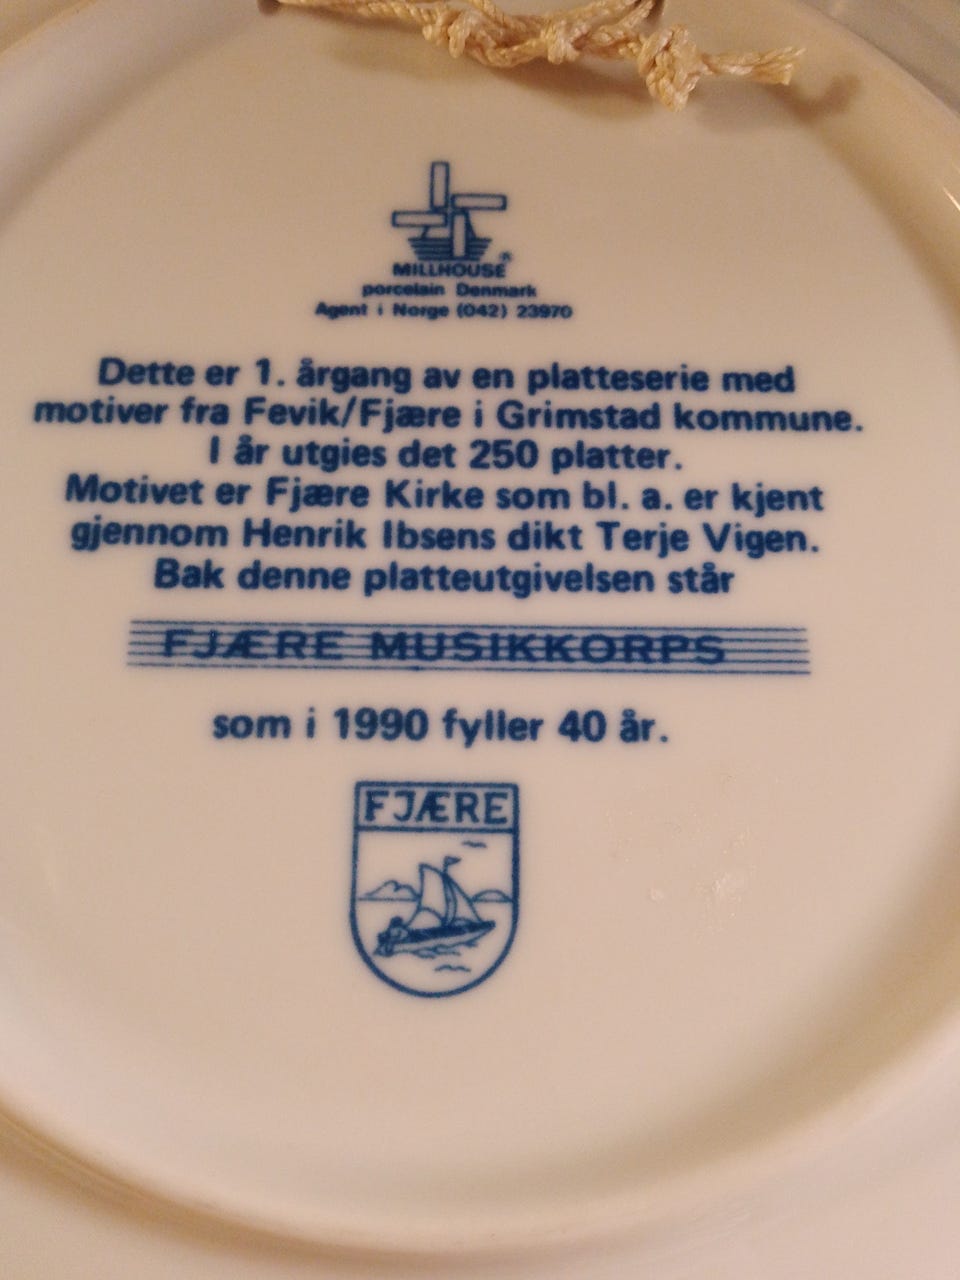 MILLHOUSE®
porcelain Denmark
Agent i Norge (042) 23970
Dette er 1. årgang av en platteserie med
motiver fra Fevik/Fjære i Grimstad kommune.
I år utgies det 250 platter.
Motivet er Fjære Kirke som bl. a. er kjent
gjennom Henrik Ibsens dikt Terje Vigen.
Bak denne platteutgivelsen står
FJÆRE MUSIKKORPS
som i 1990 fyller 40 år.
FJÆRE